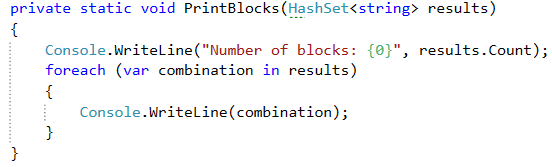 private static void PrintBlocks(HashSet<string> results)
{
    Console.WriteLine("Number of blocks: {0}", results.Count);
    foreach (var combination in results)
    {
        Console.WriteLine(combination);
    }
}